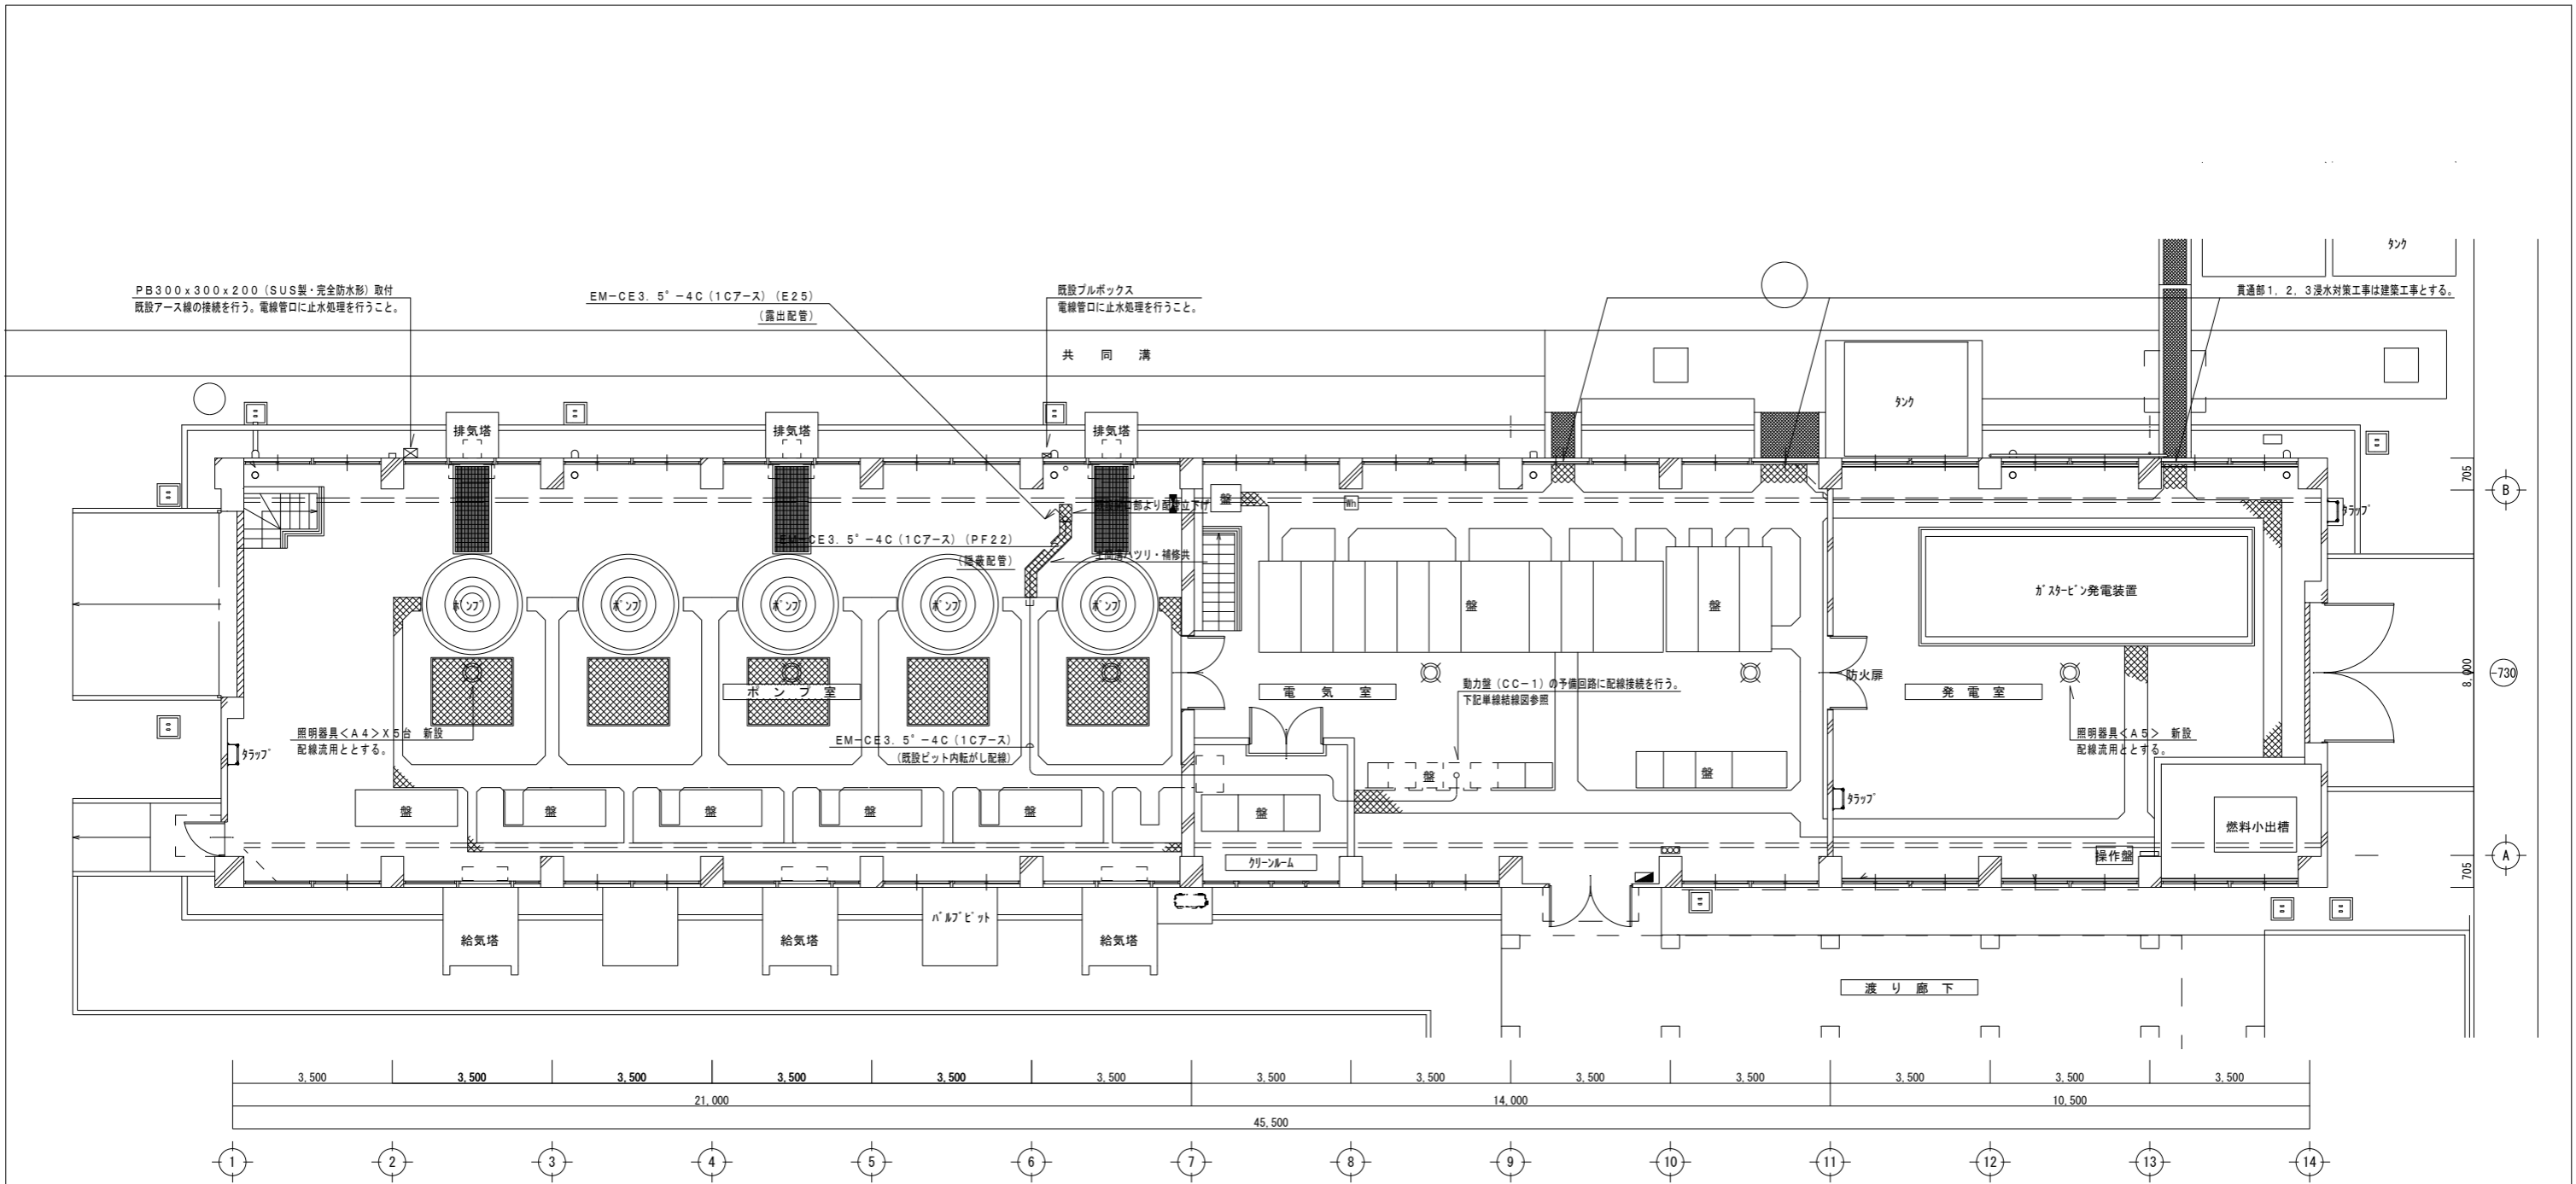 タンク
PB300x300x200(SUS製・完全防水形)取付
既設アース線の接続を行う。電線管口に止水処理を行うこと。
EM-CE3.5°-4C(1Cアース)(E25)
(露出配管)
既設プルボックス
電線管口に止水処理を行うこと。
貫通部1,2,3浸水対策工事は建築工事とする。
共同溝
タンク
排気塔
排気塔
排気塔
705
B
盤
Wh
タラップ
EM-CE3.5°-4C(1Cアース)(PF22)
(隠蔽配管)
ポンプ
ポンプ
ポンプ
ポンプ
ポンプ
盤
盤
ガスタービン発電装置
ポンプ室
電気室
動力盤(CC-1)の予備回路に配線接続を行う。
下記単線結線図参照
防火扉
発電室
8,000
-730
照明器具<A4>X5台 新設
配線流用ととする。
照明器具<A5> 新設
配線流用ととする。
タラップ
EM-CE3.5°-4C(1Cアース)
(既設ピット内転がし配線)
盤
盤
タラップ
盤
盤
盤
盤
盤
盤
燃料小出槽
クリーンルーム
操作盤
A
705
給気塔
給気塔
バルブピット
給気塔
渡り廊下
3,500
3,500
3,500
3,500
3,500
3,500
3,500
3,500
3,500
3,500
3,500
3,500
3,500
21,000
14,000
10,500
45,500
1
2
3
4
5
6
7
8
9
10
11
12
13
14